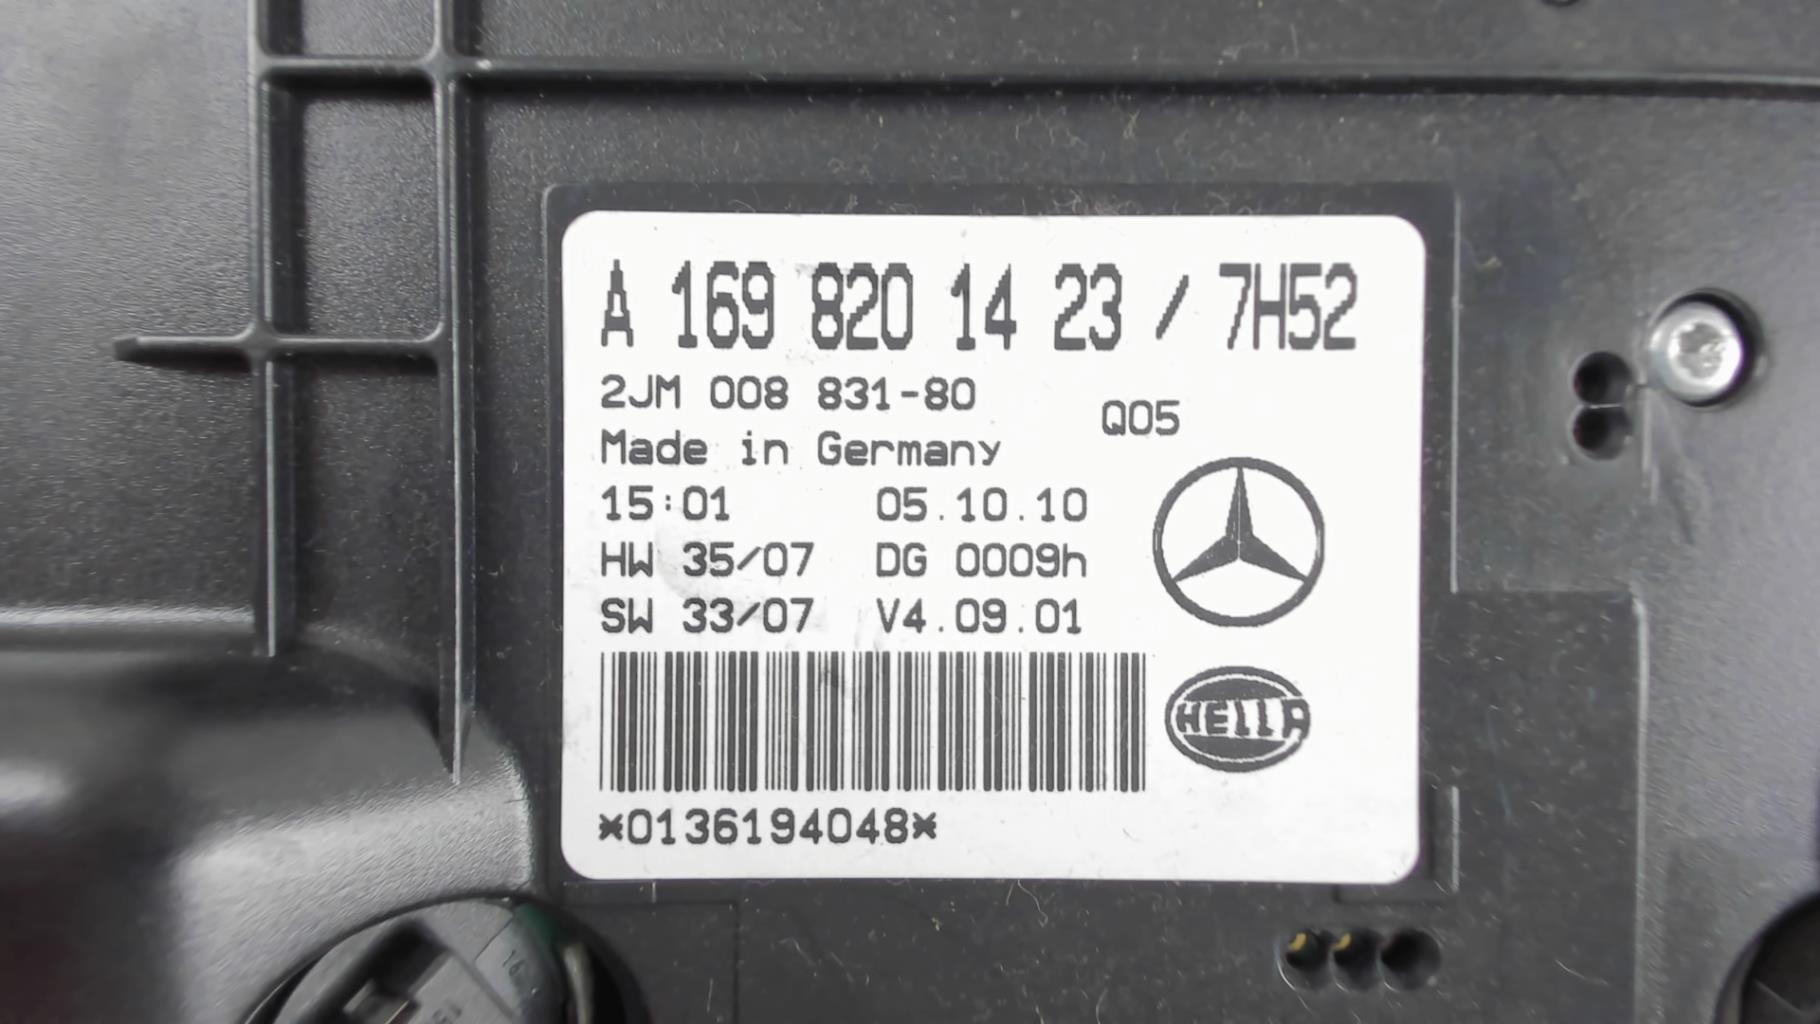 A 169 820 14 23 / 7H52
2JM 008 831-80
Q05
Made in Germany
15:01 05.10.10
HW 35/07 DG 0009h
SW 33/07 V4.09.01
HELLA
*0136194048*